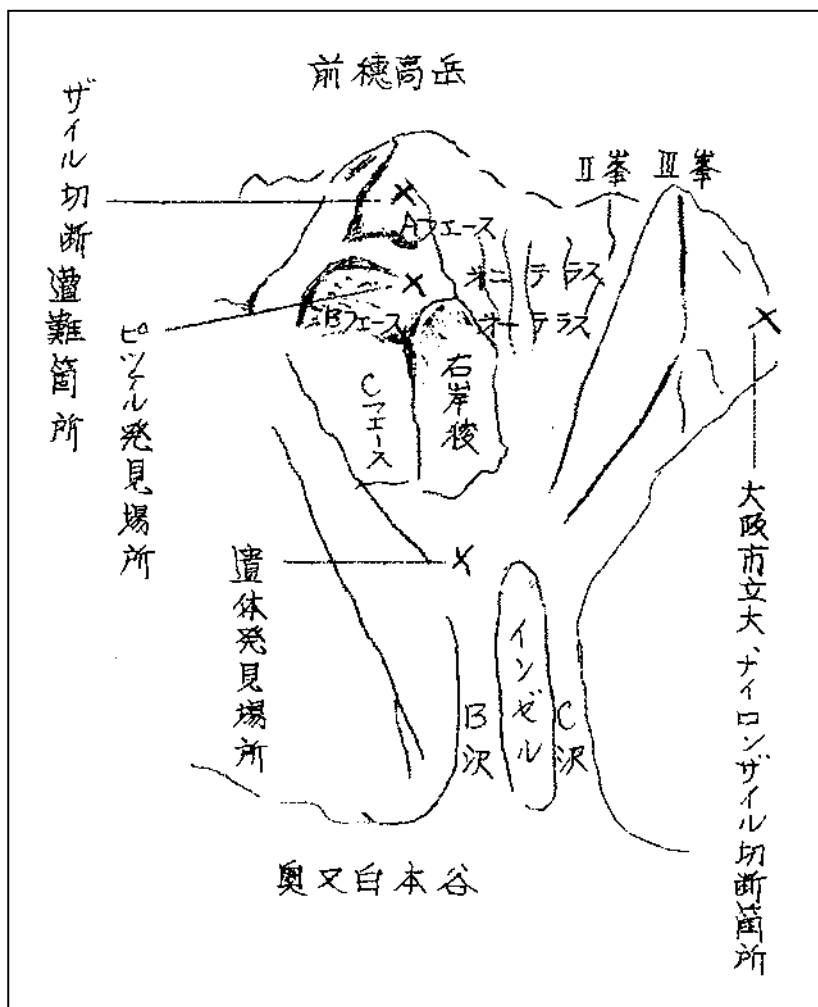 前穂高岳
ザイル切断遭難箇所
II峯
III峯
Aフェース
オ二テラス
Bフェース
オ一テラス
ピッケル発見場所
Cフェース
右岸稜
大阪市立大、ナイロンザイル切断箇所
遺体発見場所
インゼル
B沢
C沢
奥又白本谷